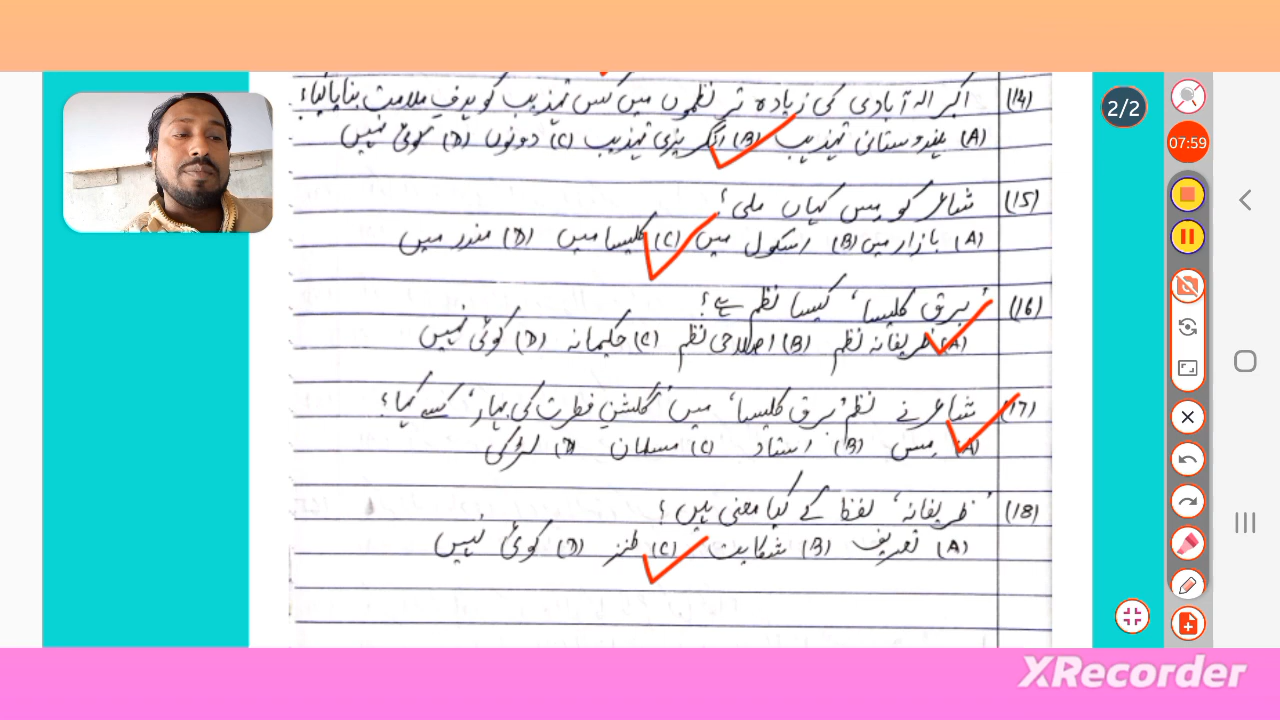 (14) اکبر الہ آبادی کی زیادہ تر نظموں میں کس تہذیب کو ہدفِ ملامت بنایا گیا؟
(A) ہندوستانی تہذیب (B) انگریزی تہذیب (C) دونوں (D) کوئی نہیں
(15) شاعر کو مِس کہاں ملی؟
(A) بازار میں (B) اسکول میں (C) کلیسا میں (D) مندر میں
(16) 'برق کلیسا' کیسا نظم ہے؟
(A) ظریفانہ نظم (B) اصلاحی نظم (C) حکیمانہ (D) کوئی نہیں
(17) شاعر نے نظم 'برق کلیسا' میں 'گلشنِ فطرت کی بہار' کسے کہا؟
(A) مِس (B) استاد (C) مسلمان (D) لڑکی
(18) 'ظریفانہ' لفظ کے کیا معنی ہیں؟
(A) تعریف (B) شکایت (C) طنز (D) کوئی نہیں
2/2
07:59
XRecorder